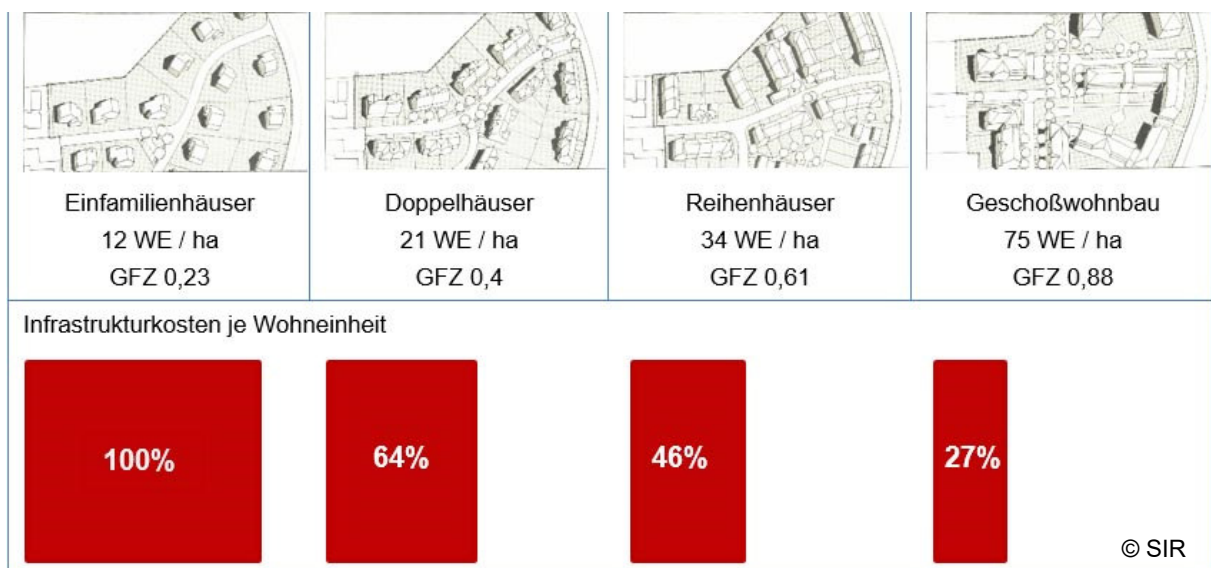 Einfamilienhäuser
12 WE / ha
GFZ 0,23
Doppelhäuser
21 WE / ha
GFZ 0,4
Reihenhäuser
34 WE / ha
GFZ 0,61
Geschoßwohnbau
75 WE / ha
GFZ 0,88
Infrastrukturkosten je Wohneinheit
100%
64%
46%
27%
© SIR